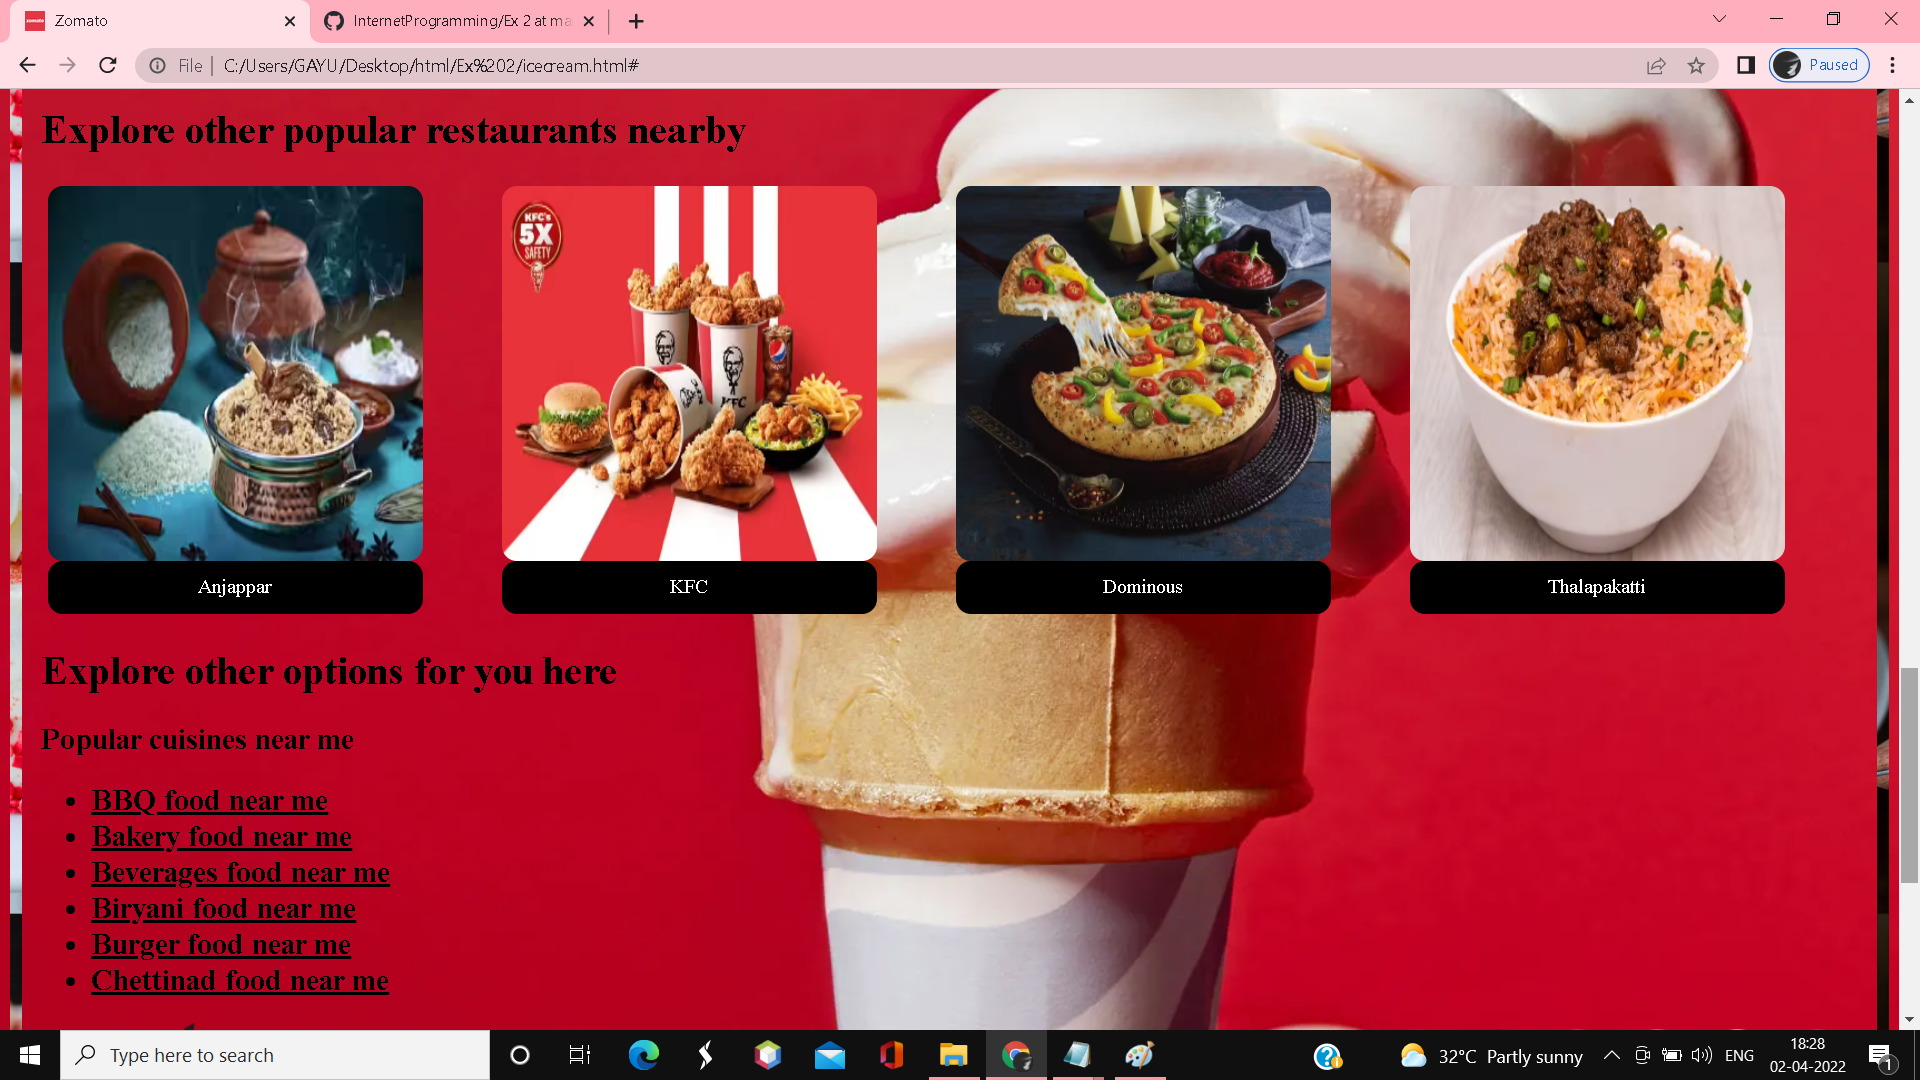 Zomato
InternetProgramming/Ex 2 at ma
File
C:/Users/GAYU/Desktop/html/Ex%202/icecream.html#
Paused
Explore other popular restaurants nearby
KFC's
5X
SAFETY
KFC
Anjappar
KFC
Dominous
Thalapakatti
Explore other options for you here
Popular cuisines near me
BBQ food near me
Bakery food near me
Beverages food near me
Biryani food near me
Burger food near me
Chettinad food near me
Type here to search
32°C Partly sunny
ENG
18:28
02-04-2022
1